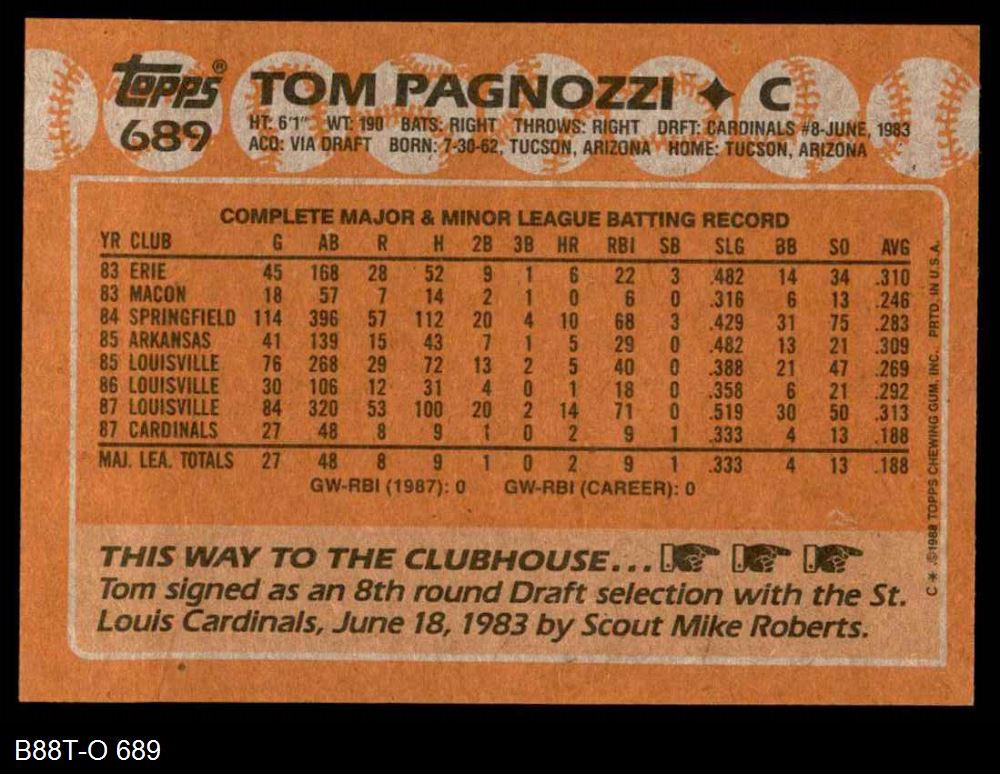 topps®
689
TOM PAGNOZZI ✦ C
HT: 6'1" WT: 190 BATS: RIGHT THROWS: RIGHT DRFT: CARDINALS #8-JUNE, 1983
ACQ: VIA DRAFT BORN: 7-30-62, TUCSON, ARIZONA HOME: TUCSON, ARIZONA
COMPLETE MAJOR & MINOR LEAGUE BATTING RECORD
YR CLUB G AB R H 2B 3B HR RBI SB SLG BB SO AVG
83 ERIE 45 168 28 52 9 1 6 22 3 .482 14 34 .310
83 MACON 18 57 7 14 2 1 0 6 0 .316 6 13 .246
84 SPRINGFIELD 114 396 57 112 20 4 10 68 3 .429 31 75 .283
85 ARKANSAS 41 139 15 43 7 1 5 29 0 .482 13 21 .309
85 LOUISVILLE 76 268 29 72 13 2 5 40 0 .388 21 47 .269
86 LOUISVILLE 30 106 12 31 4 0 1 18 0 .358 6 21 .292
87 LOUISVILLE 84 320 53 100 20 2 14 71 0 .519 30 50 .313
87 CARDINALS 27 48 8 9 1 0 2 9 1 .333 4 13 .188
MAJ. LEA. TOTALS 27 48 8 9 1 0 2 9 1 .333 4 13 .188
GW-RBI (1987): 0 GW-RBI (CAREER): 0
THIS WAY TO THE CLUBHOUSE...
Tom signed as an 8th round Draft selection with the St.
Louis Cardinals, June 18, 1983 by Scout Mike Roberts.
C* ©1988 TOPPS CHEWING GUM, INC. PRTD. IN U.S.A.
B88T-O 689